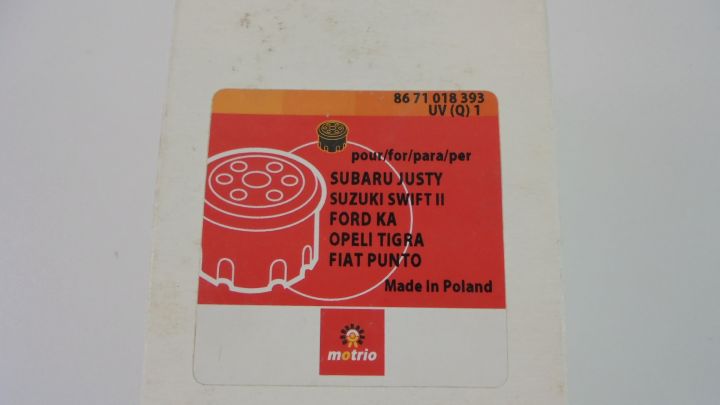 86 71 018 393
UV (Q) 1
pour/for/para/per
SUBARU JUSTY
SUZUKI SWIFT II
FORD KA
OPELI TIGRA
FIAT PUNTO
Made In Poland
motrio